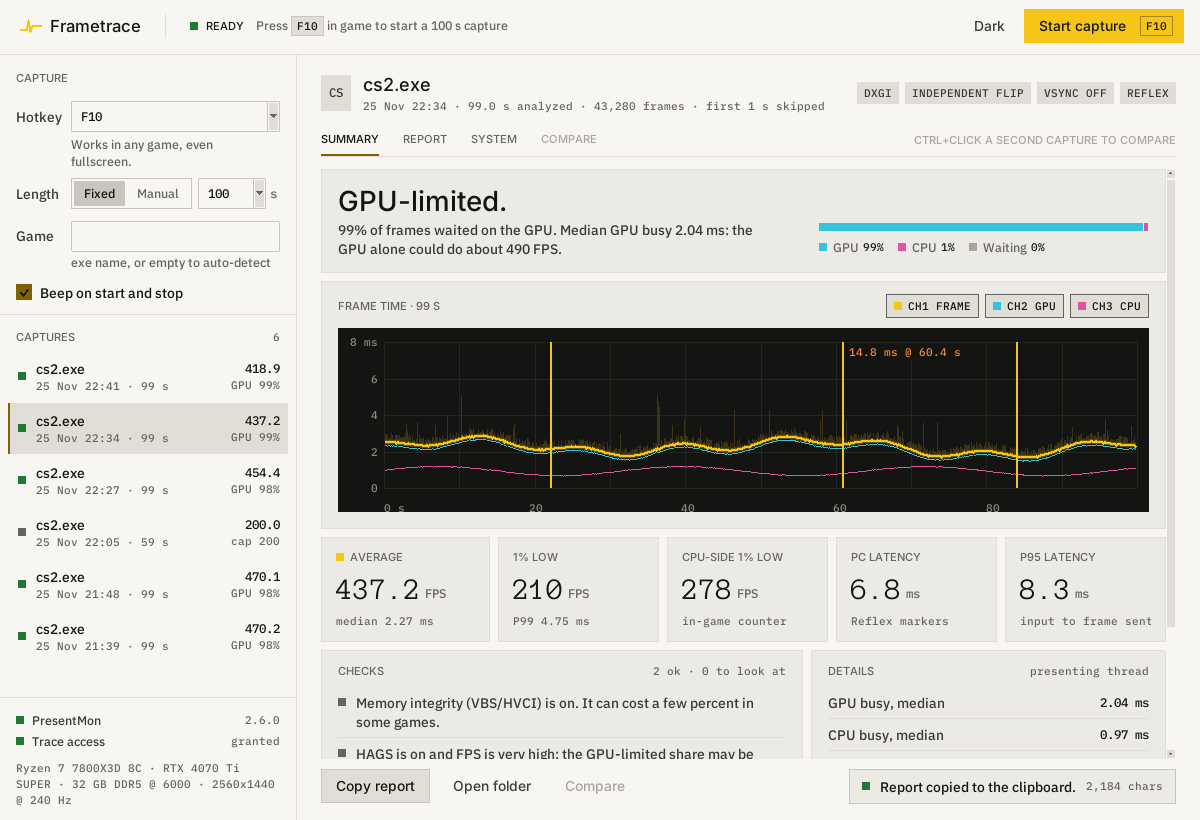 Frametrace
READY Press F10 in game to start a 100 s capture
Dark
Start capture F10
CAPTURE
Hotkey F10
Works in any game, even
fullscreen.
Length Fixed Manual 100 s
Game
exe name, or empty to auto-detect
Beep on start and stop
CAPTURES 6
cs2.exe 418.9
25 Nov 22:41 · 99 s GPU 99%
cs2.exe 437.2
25 Nov 22:34 · 99 s GPU 99%
cs2.exe 454.4
25 Nov 22:27 · 99 s GPU 98%
cs2.exe 200.0
25 Nov 22:05 · 59 s cap 200
cs2.exe 470.1
25 Nov 21:48 · 99 s GPU 98%
cs2.exe 470.2
25 Nov 21:39 · 99 s GPU 98%
PresentMon 2.6.0
Trace access granted
Ryzen 7 7800X3D 8C · RTX 4070 Ti
SUPER · 32 GB DDR5 @ 6000 · 2560x1440
@ 240 Hz
CS
cs2.exe
25 Nov 22:34 · 99.0 s analyzed · 43,280 frames · first 1 s skipped
DXGI INDEPENDENT FLIP VSYNC OFF REFLEX
SUMMARY REPORT SYSTEM COMPARE
CTRL+CLICK A SECOND CAPTURE TO COMPARE
GPU-limited.
99% of frames waited on the GPU. Median GPU busy 2.04 ms: the
GPU alone could do about 490 FPS.
GPU 99% CPU 1% Waiting 0%
FRAME TIME · 99 S
CH1 FRAME CH2 GPU CH3 CPU
8 ms
14.8 ms @ 60.4 s
6
4
2
0
0 s 20 40 60 80
AVERAGE
437.2 FPS
median 2.27 ms
1% LOW
210 FPS
P99 4.75 ms
CPU-SIDE 1% LOW
278 FPS
in-game counter
PC LATENCY
6.8 ms
Reflex markers
P95 LATENCY
8.3 ms
input to frame sent
CHECKS 2 ok · 0 to look at
Memory integrity (VBS/HVCI) is on. It can cost a few percent in
some games.
HAGS is on and FPS is very high: the GPU-limited share may be
DETAILS presenting thread
GPU busy, median 2.04 ms
CPU busy, median 0.97 ms
Copy report Open folder Compare
Report copied to the clipboard. 2,184 chars